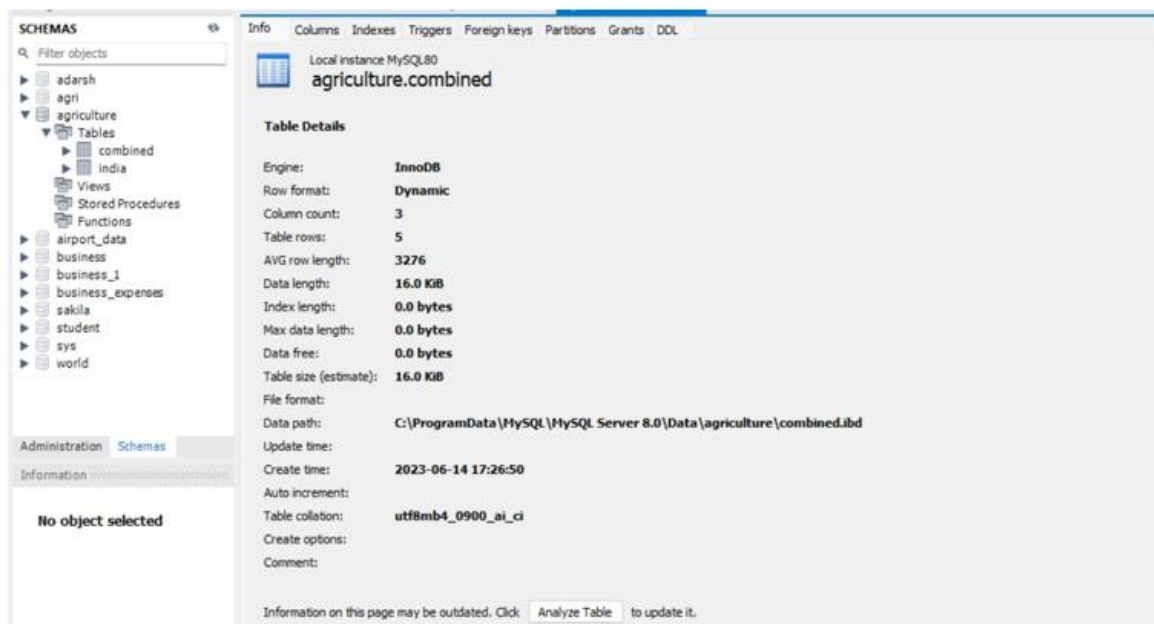 SCHEMAS
Filter objects
adarsh
agri
agriculture
Tables
combined
india
Views
Stored Procedures
Functions
airport_data
business
business_1
business_expenses
sakila
student
sys
world
Administration Schemas
Information
No object selected
Info Columns Indexes Triggers Foreign keys Partitions Grants DDL
Local instance MySQL80
agriculture.combined
Table Details
Engine: InnoDB
Row format: Dynamic
Column count: 3
Table rows: 5
AVG row length: 3276
Data length: 16.0 KiB
Index length: 0.0 bytes
Max data length: 0.0 bytes
Data free: 0.0 bytes
Table size (estimate): 16.0 KiB
File format:
Data path: C:\ProgramData\MySQL\MySQL Server 8.0\Data\agriculture\combined.ibd
Update time:
Create time: 2023-06-14 17:26:50
Auto increment:
Table collation: utf8mb4_0900_ai_ci
Create options:
Comment:
Information on this page may be outdated. Click Analyze Table to update it.